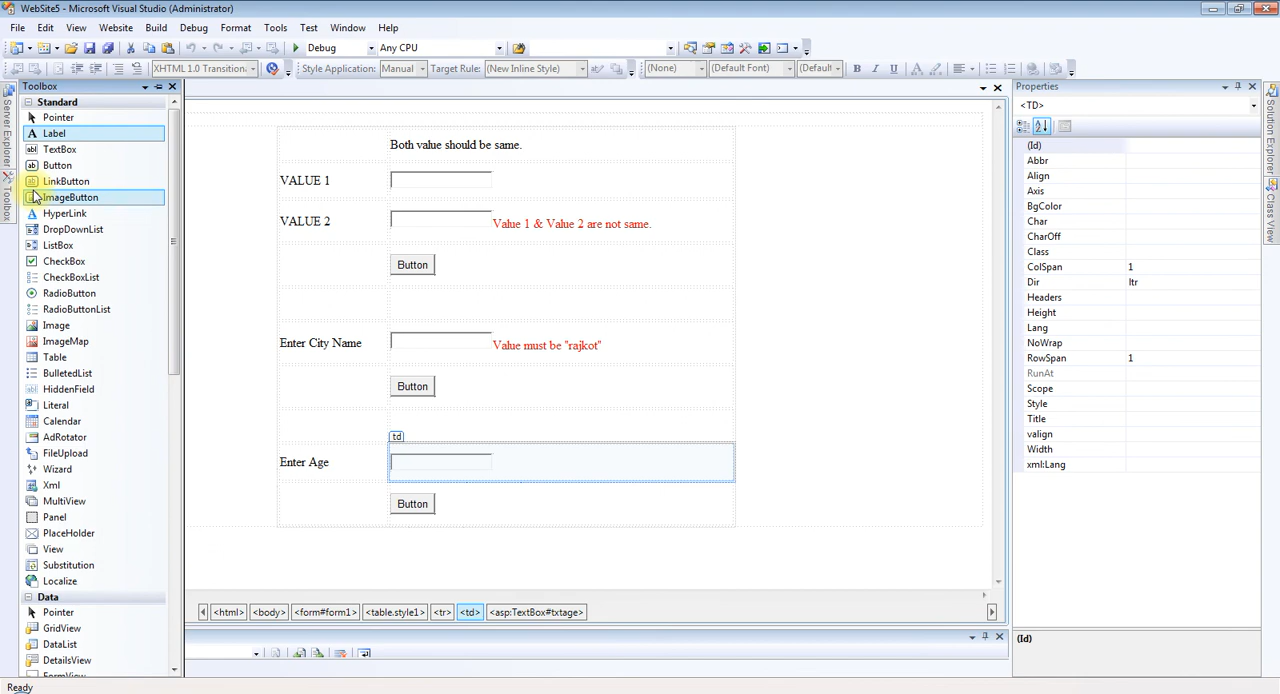 WebSite5 - Microsoft Visual Studio (Administrator)
File Edit View Website Build Debug Format Tools Test Window Help
Debug Any CPU
XHTML 1.0 Transition Style Application: Manual Target Rule: (New Inline Style) (None) (Default Font) (Default B I U
Toolbox
Server Explorer
Toolbox
Standard
Pointer
Label
TextBox
Button
LinkButton
ImageButton
HyperLink
DropDownList
ListBox
CheckBox
CheckBoxList
RadioButton
RadioButtonList
Image
ImageMap
Table
BulletedList
HiddenField
Literal
Calendar
AdRotator
FileUpload
Wizard
Xml
MultiView
Panel
PlaceHolder
View
Substitution
Localize
Data
Pointer
GridView
DataList
DetailsView
Both value should be same.
VALUE 1
VALUE 2 Value 1 & Value 2 are not same.
Button
Enter City Name Value must be "rajkot"
Button
td
Enter Age
Button
<html> <body> <form#form1> <table.style1> <tr> <td> <asp:TextBox#txtage>
Properties
<TD>
(Id)
Abbr
Align
Axis
BgColor
Char
CharOff
Class
ColSpan 1
Dir ltr
Headers
Height
Lang
NoWrap
RowSpan 1
RunAt
Scope
Style
Title
valign
Width
xml:Lang
(Id)
Solution Explorer
Class View
Ready